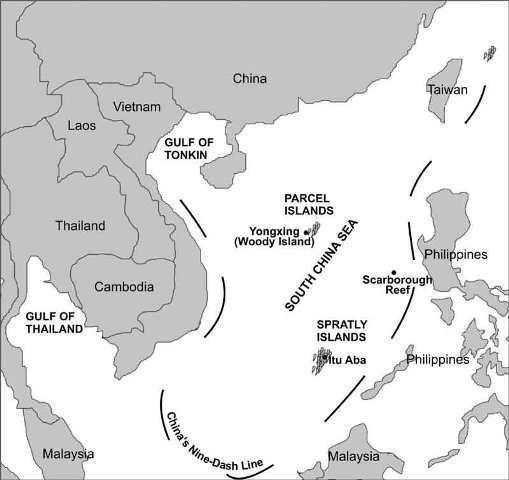 China
Taiwan
Vietnam
Laos
GULF OF
TONKIN
PARCEL
ISLANDS
Yongxing
(Woody Island)
SOUTH CHINA SEA
Thailand
Philippines
Cambodia
Scarborough
Reef
GULF OF
THAILAND
SPRATLY
ISLANDS
Itu Aba
Philippines
China's Nine-Dash Line
Malaysia
Malaysia